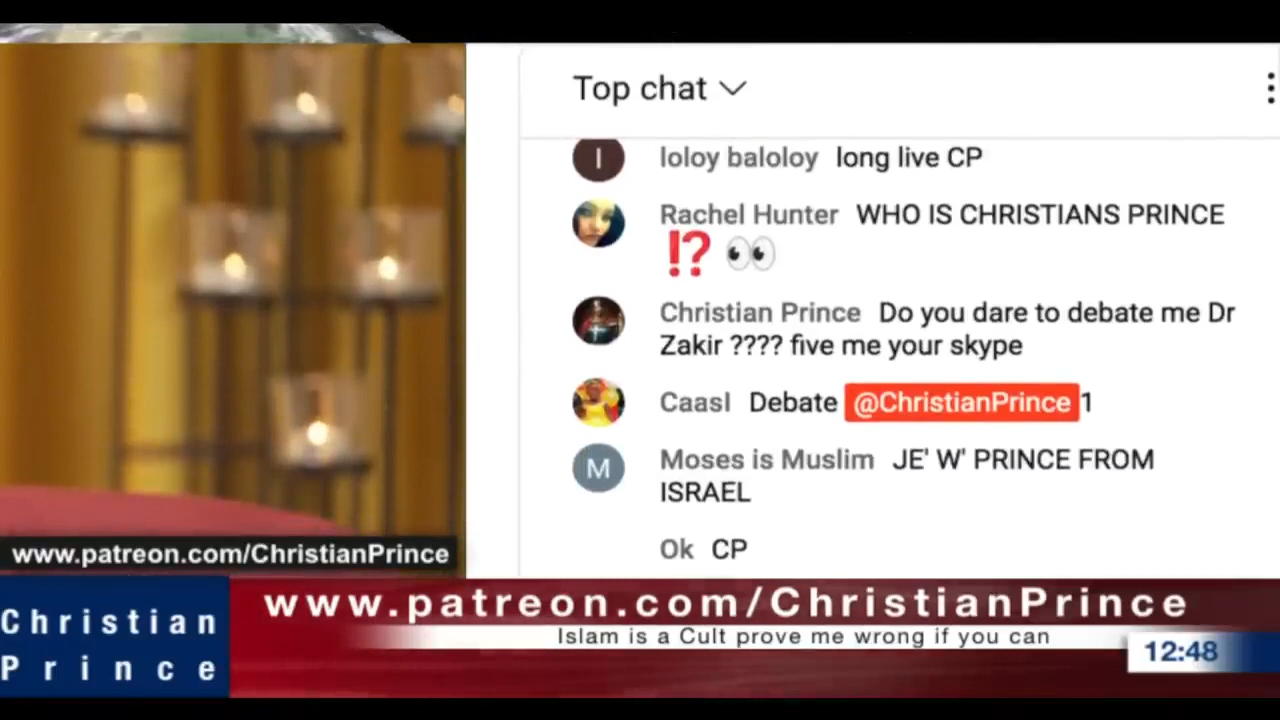 Top chat
I
loloy baloloy long live CP
Rachel Hunter WHO IS CHRISTIANS PRINCE
⁉️ 👀
Christian Prince Do you dare to debate me Dr
Zakir ???? five me your skype
Caasl Debate @ChristianPrince 1
M
Moses is Muslim JE' W' PRINCE FROM
ISRAEL
Ok CP
www.patreon.com/ChristianPrince
Christian
Prince
www.patreon.com/ChristianPrince
Islam is a Cult prove me wrong if you can
12:48